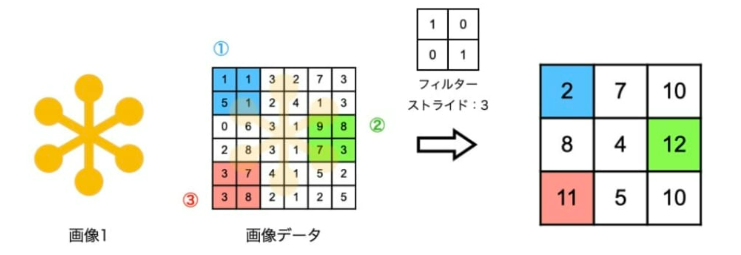 ①
1 1 3 2 7 3
5 1 2 4 1 3
0 6 3 1 9 8
2 8 3 1 7 3
3 7 4 1 5 2
3 8 2 1 2 5
②
③
画像1
画像データ
1 0
0 1
フィルター
ストライド：3
2 7 10
8 4 12
11 5 10